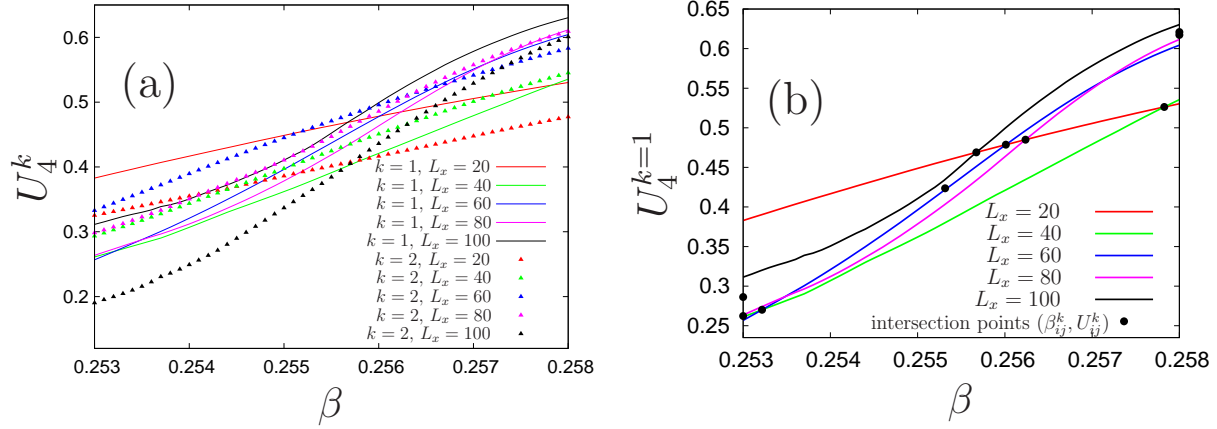 (a)
U_4^k
0.6
0.5
0.4
0.3
0.2
k = 1, L_x = 20
k = 1, L_x = 40
k = 1, L_x = 60
k = 1, L_x = 80
k = 1, L_x = 100
k = 2, L_x = 20
k = 2, L_x = 40
k = 2, L_x = 60
k = 2, L_x = 80
k = 2, L_x = 100
0.253 0.254 0.255 0.256 0.257 0.258
β
(b)
U_4^{k=1}
0.65
0.6
0.55
0.5
0.45
0.4
0.35
0.3
0.25
L_x = 20
L_x = 40
L_x = 60
L_x = 80
L_x = 100
intersection points (β_{ij}^k, U_{ij}^k)
0.253 0.254 0.255 0.256 0.257 0.258
β